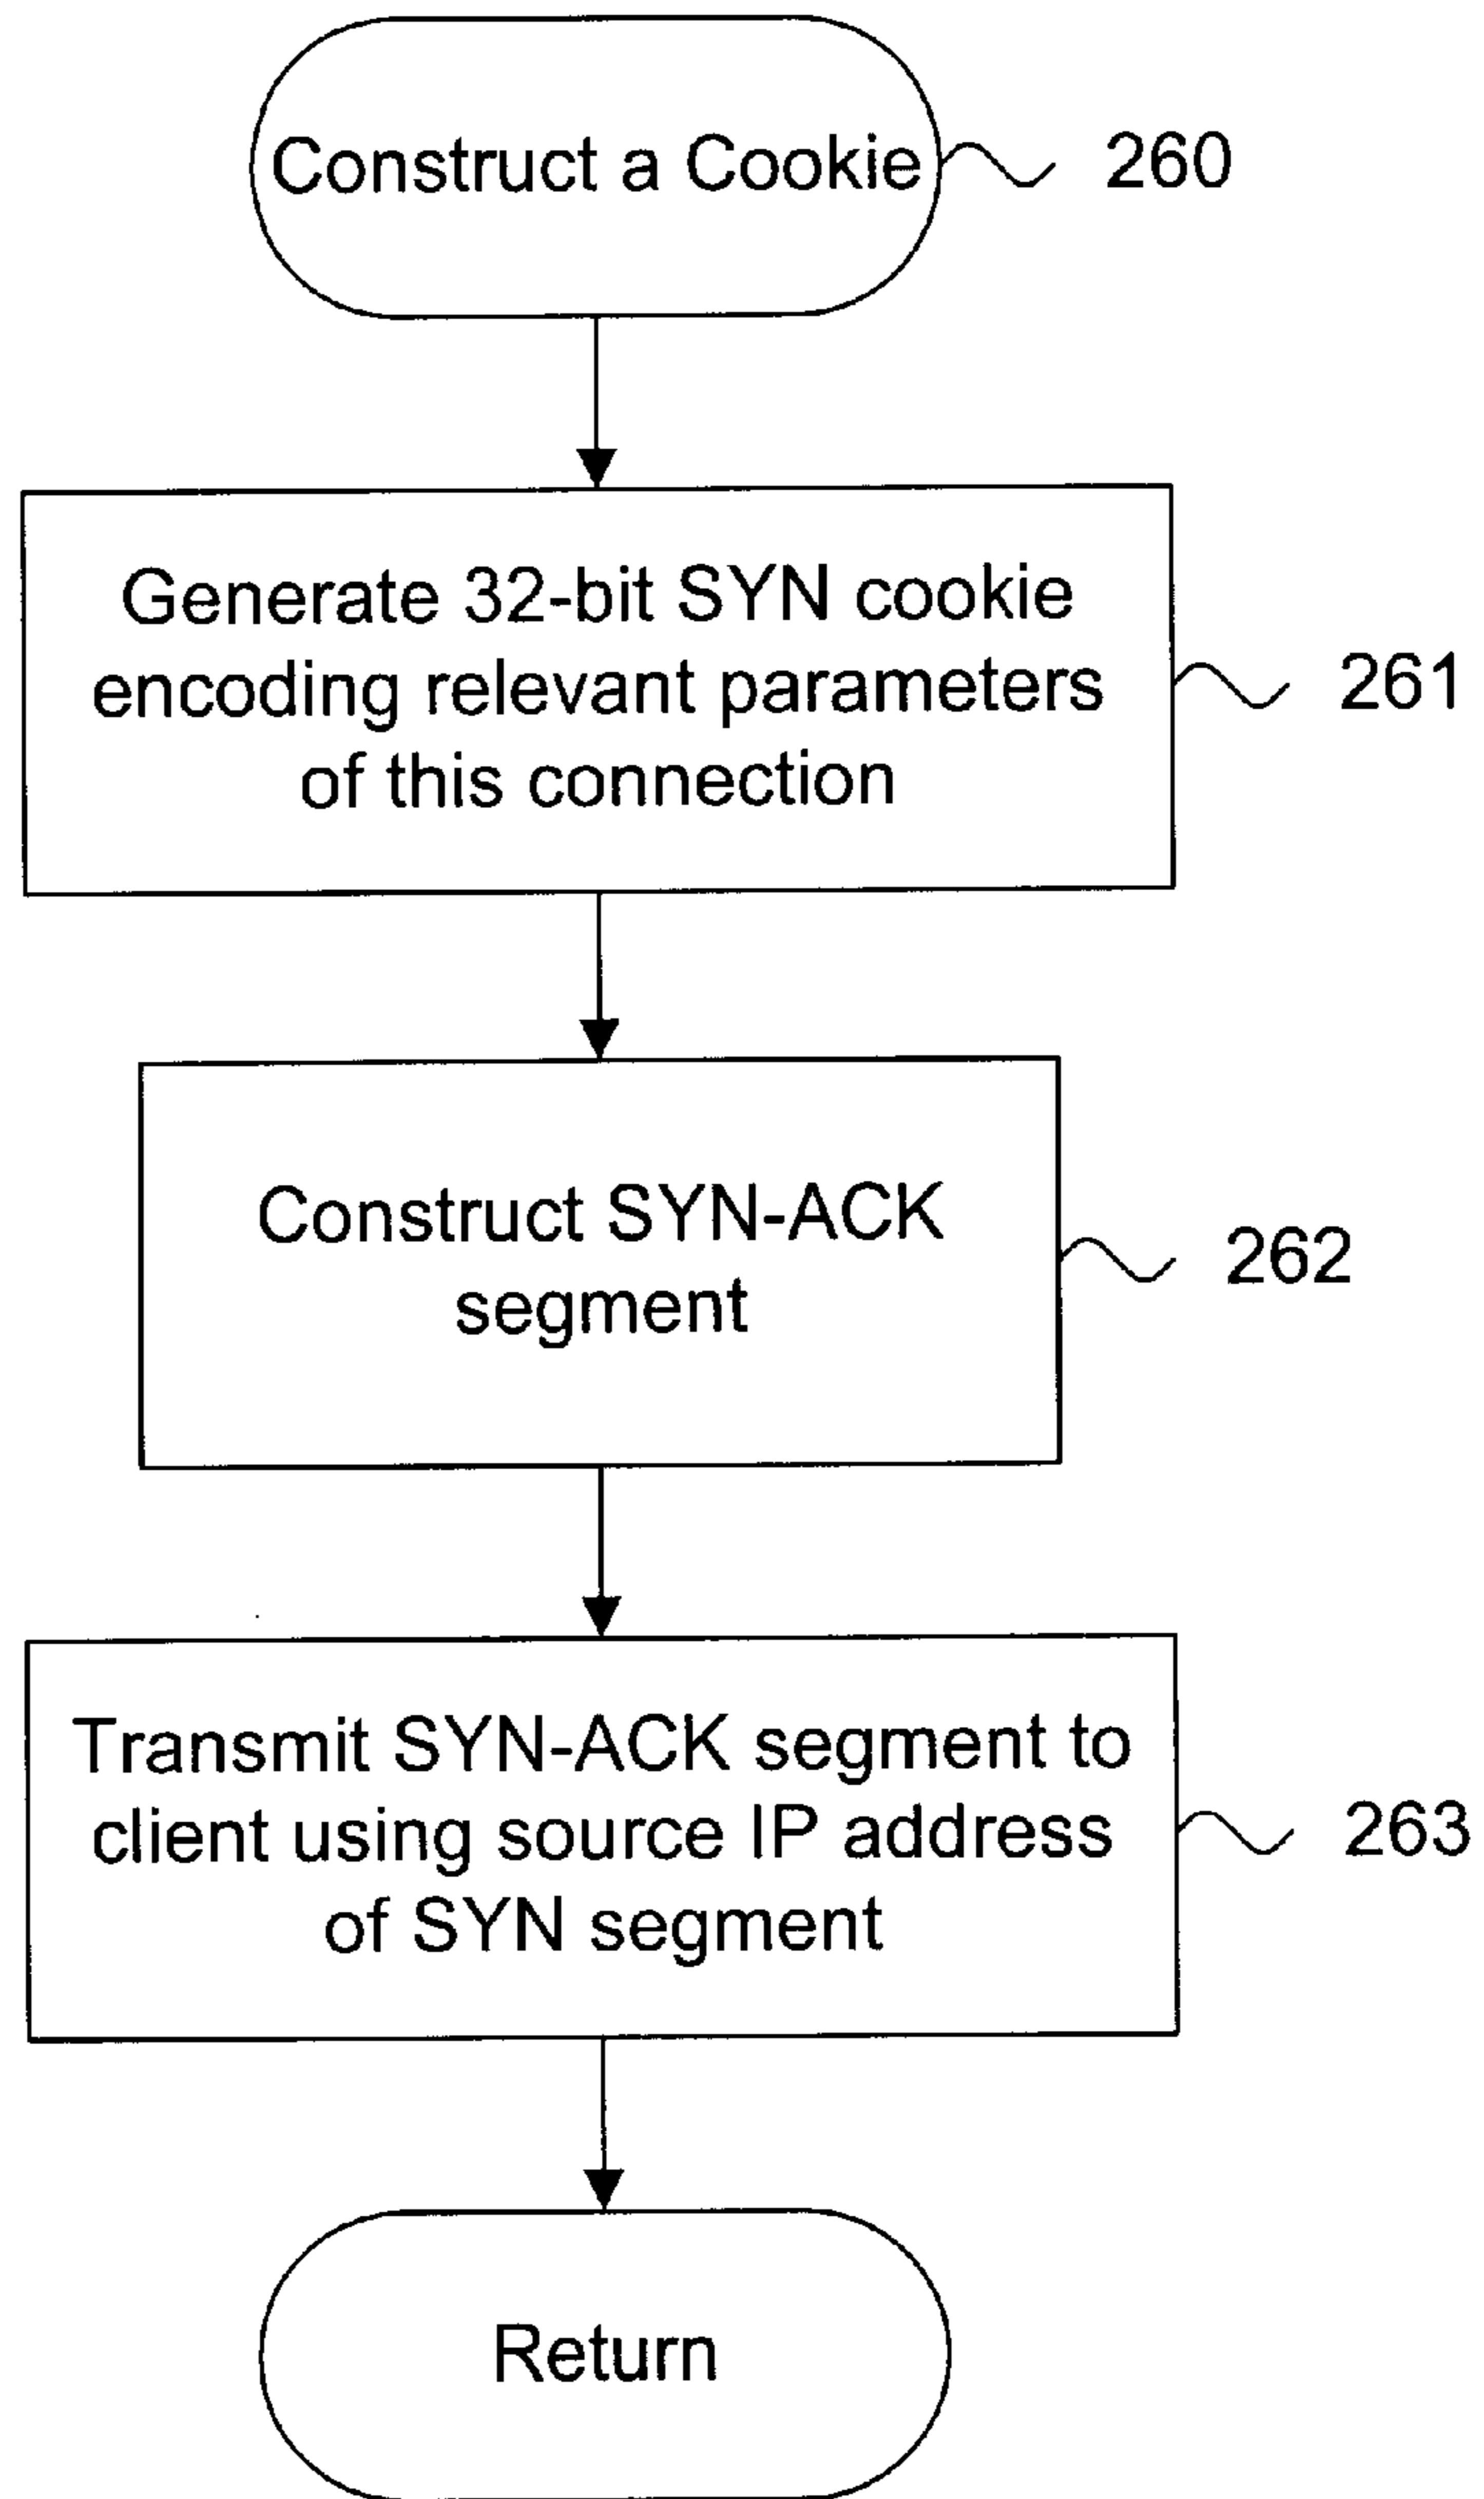 Construct a Cookie 260
Generate 32-bit SYN cookie
encoding relevant parameters 261
of this connection
Construct SYN-ACK
262
segment
Transmit SYN-ACK segment to
client using source IP address 263
of SYN segment
Return